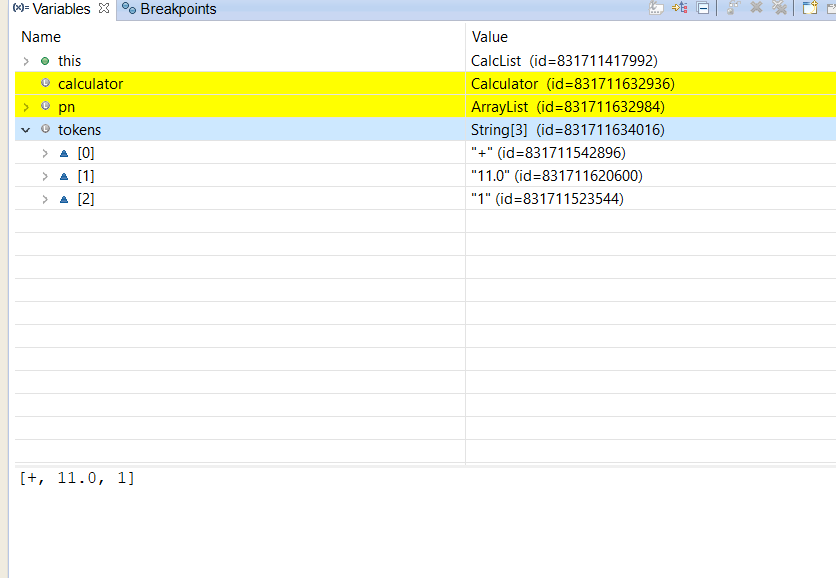 (x)= Variables Breakpoints
Name Value
this CalcList (id=831711417992)
calculator Calculator (id=831711632936)
pn ArrayList (id=831711632984)
tokens String[3] (id=831711634016)
[0] "+" (id=831711542896)
[1] "11.0" (id=831711620600)
[2] "1" (id=831711523544)
[+, 11.0, 1]